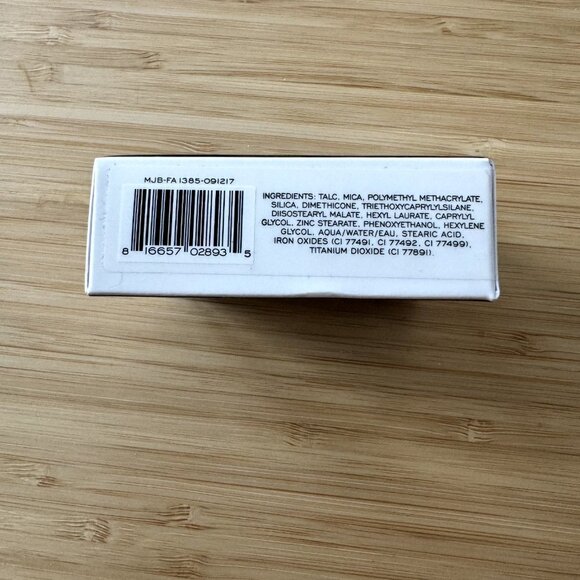 MJB-FA1385-091217
8 16657 02893 5
INGREDIENTS: TALC, MICA, POLYMETHYL METHACRYLATE,
SILICA, DIMETHICONE, TRIETHOXYCAPRYLYLSILANE,
DIISOSTEARYL MALATE, HEXYL LAURATE, CAPRYLYL
GLYCOL, ZINC STEARATE, PHENOXYETHANOL, HEXYLENE
GLYCOL, AQUA/WATER/EAU, STEARIC ACID,
IRON OXIDES (CI 77491, CI 77492, CI 77499),
TITANIUM DIOXIDE (CI 77891).